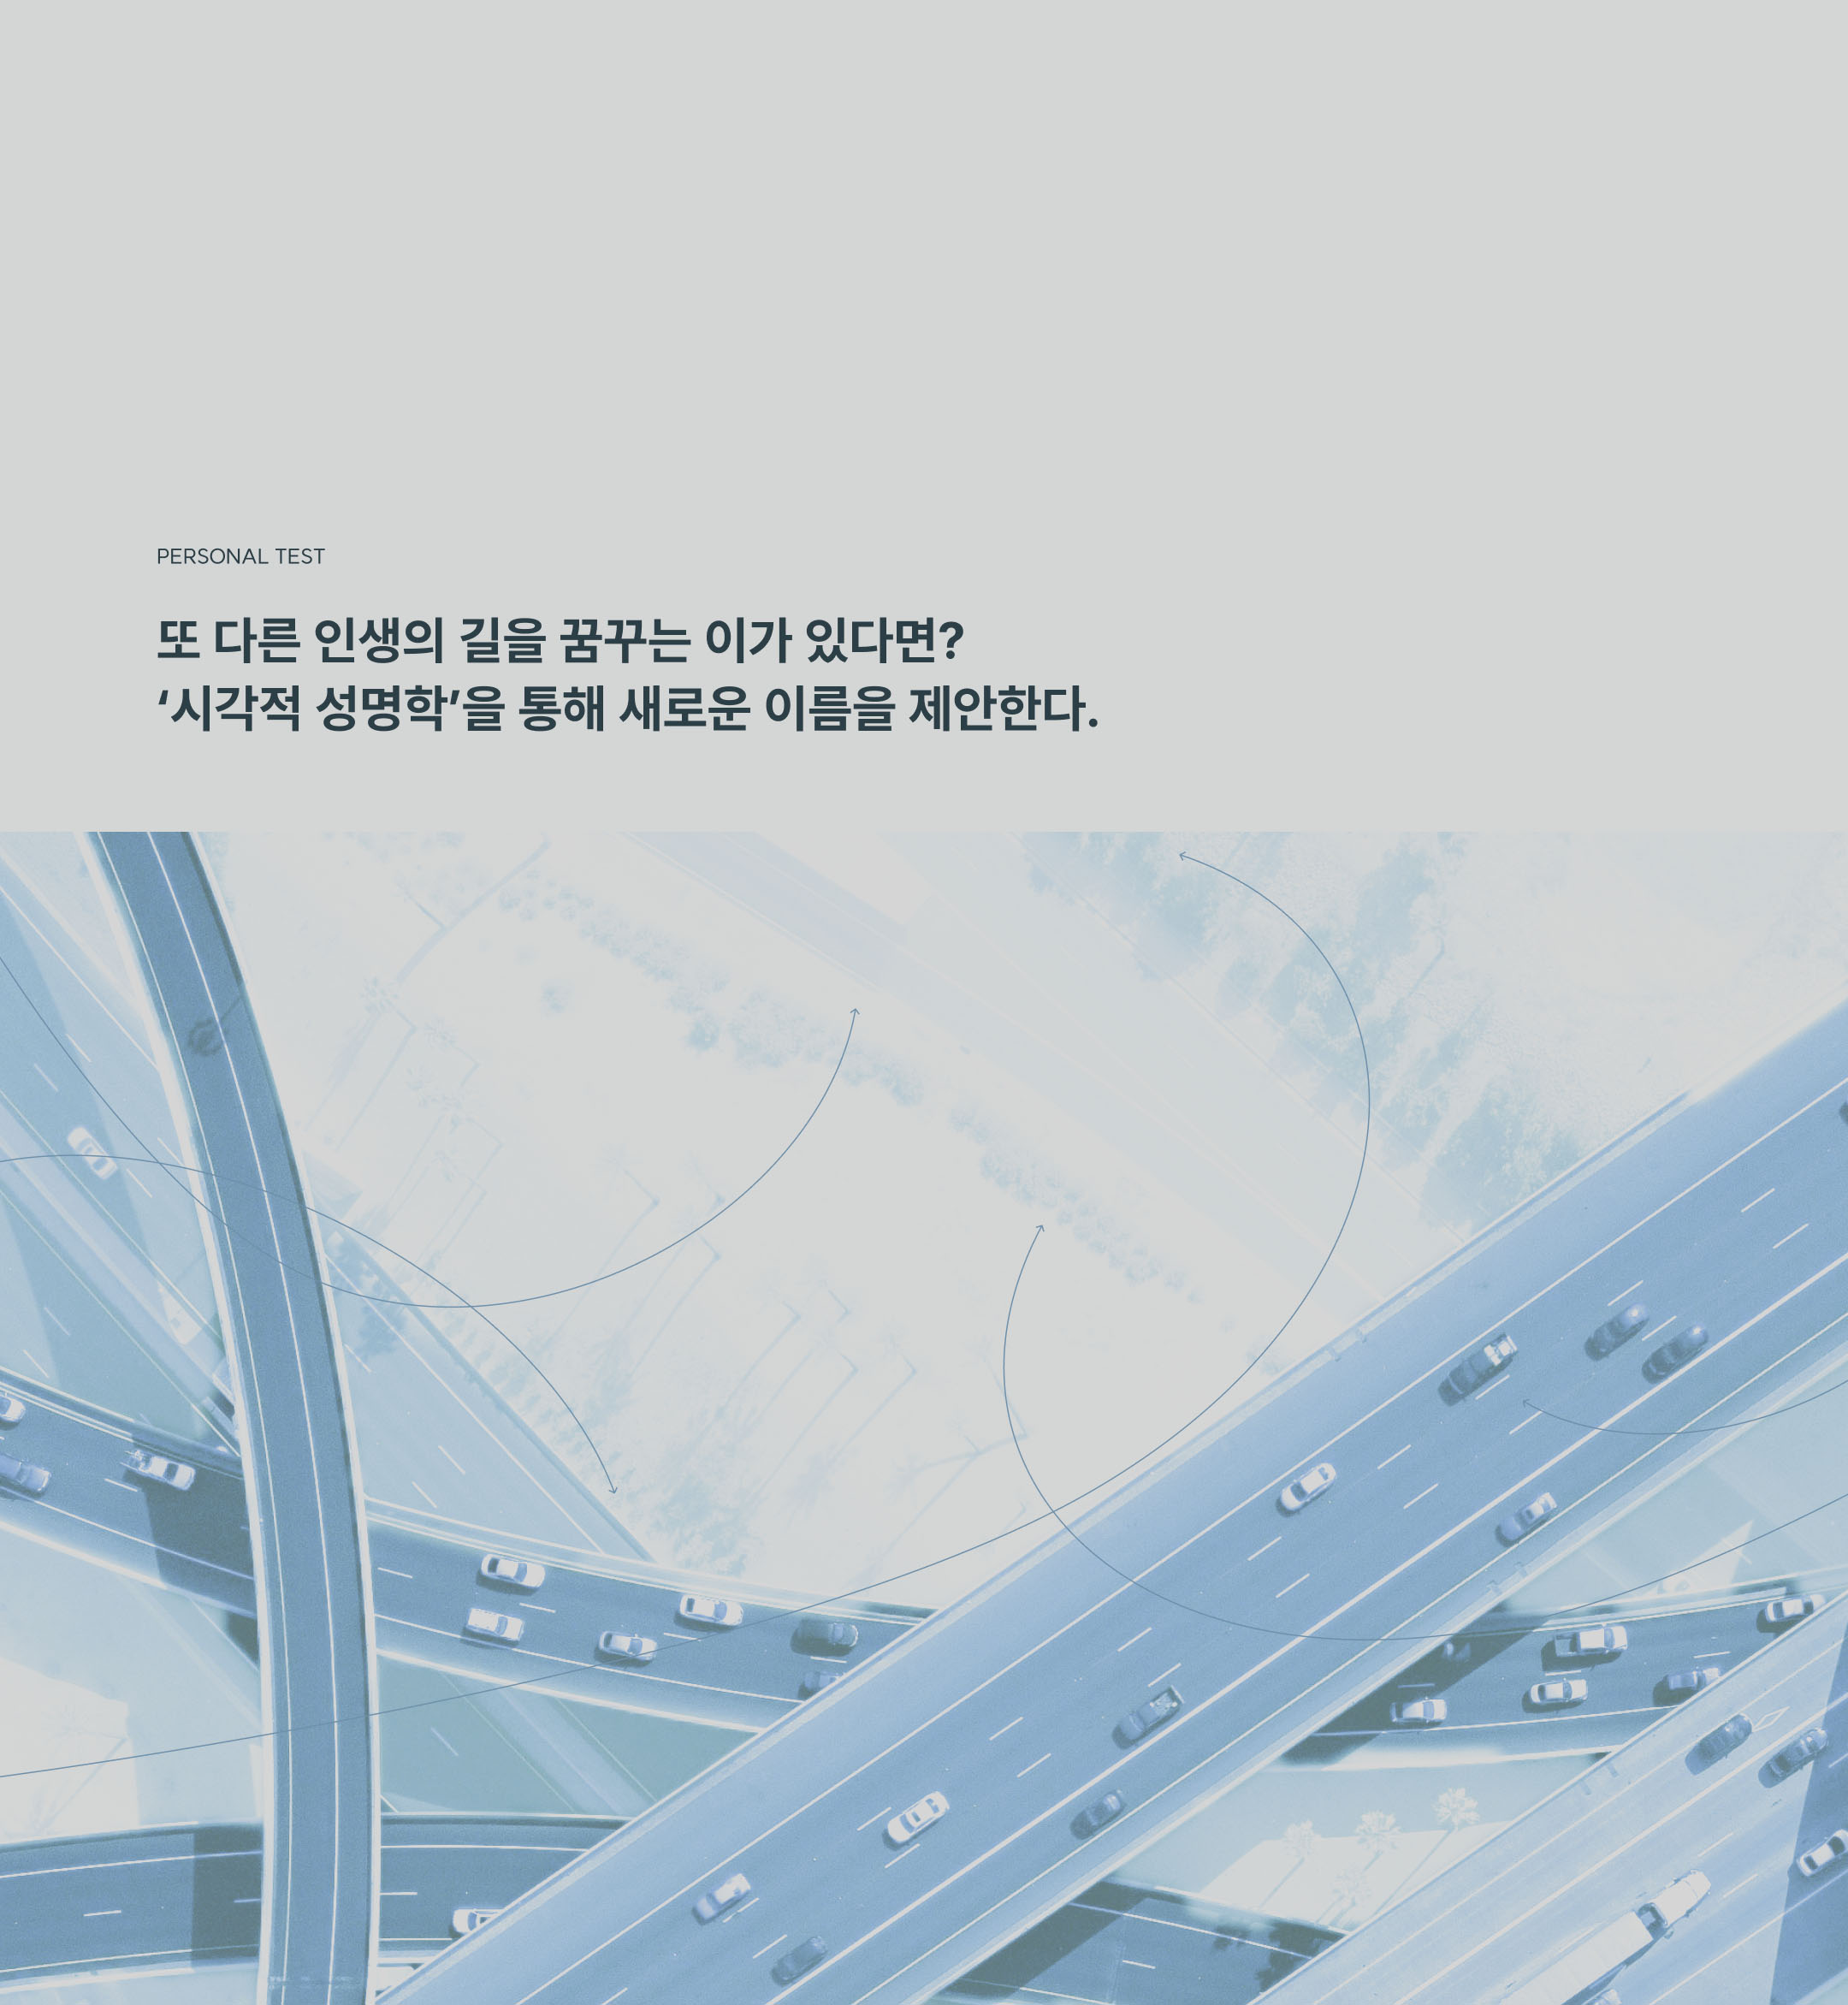 PERSONAL TEST
또 다른 인생의 길을 꿈꾸는 이가 있다면?
‘시각적 성명학’을 통해 새로운 이름을 제안한다.